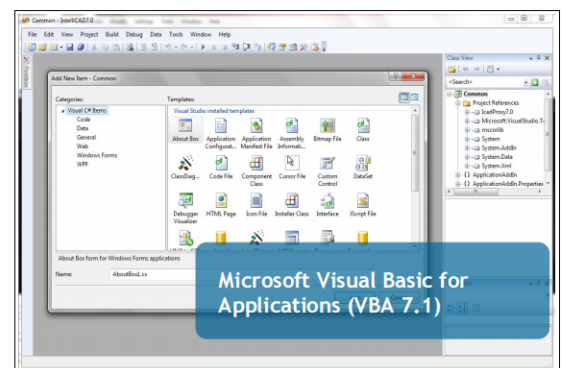 Common - IntelliCAD7.0
File Edit View Project Build Debug Data Tools Window Help
Toolbox
Class View
<Search>
Common
Project References
IcadProxy7.0
Microsoft.VisualStudio.T
mscorlib
System
System.AddIn
System.Data
System.Xml
ApplicationAddIn
ApplicationAddIn.Properties
Add New Item - Common
Categories:
Templates:
Visual C# Items
Code
Data
General
Web
Windows Forms
WPF
Visual Studio installed templates
About Box
Application Configurat...
Application Manifest File
Assembly Informati...
Bitmap File
Class
ClassDiag...
Code File
Component Class
Cursor File
Custom Control
DataSet
Debugger Visualizer
HTML Page
Icon File
Installer Class
Interface
JScript File
About Box form for Windows Forms applications
Name: AboutBox1.cs
Microsoft Visual Basic for
Applications (VBA 7.1)